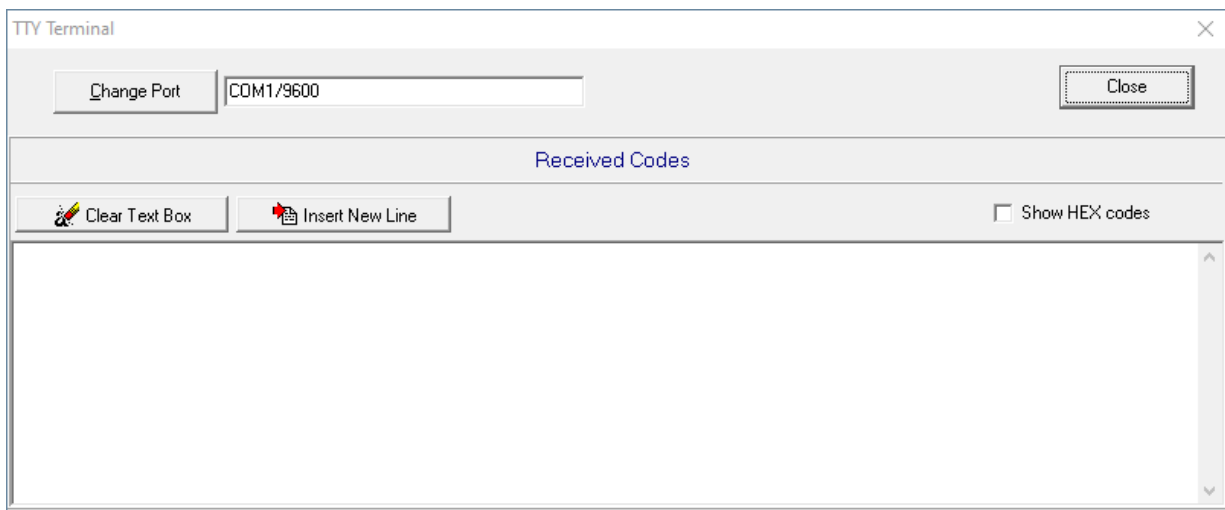 TTY Terminal
Change Port COM1/9600 Close
Received Codes
Clear Text Box Insert New Line Show HEX codes